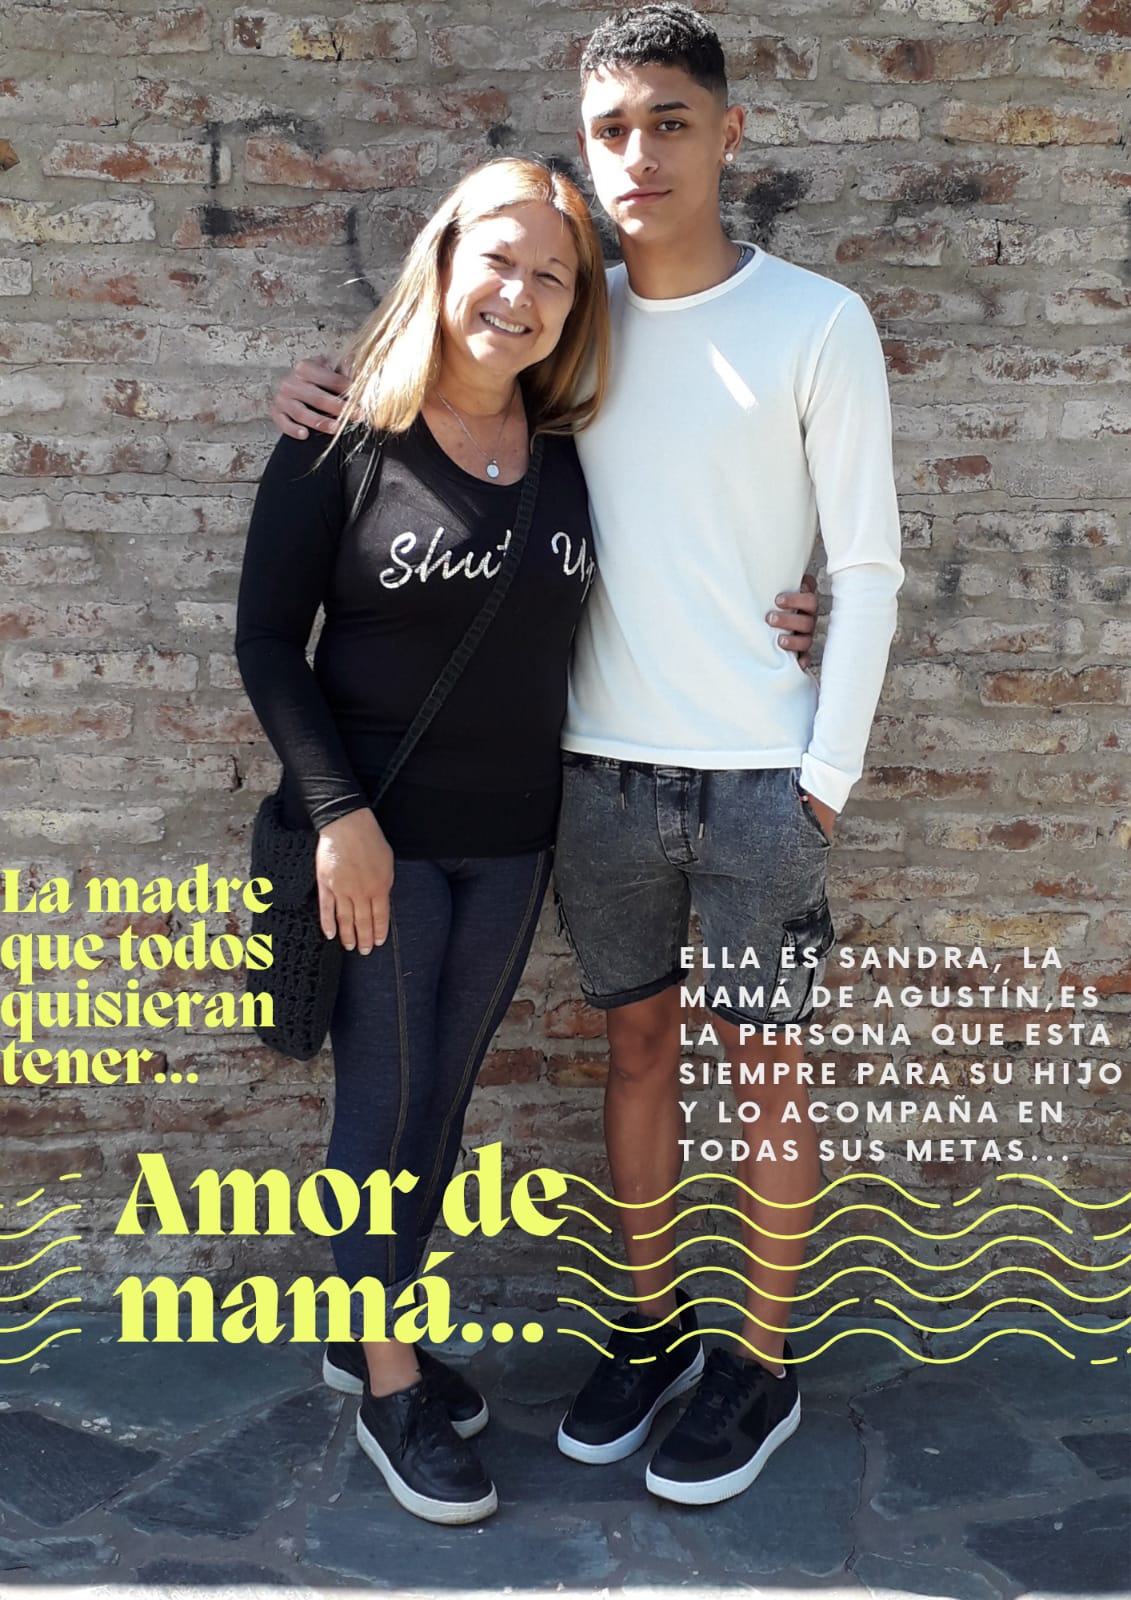 Shut Up
La madre
que todos
quisieran
tener...
ELLA ES SANDRA, LA
MAMÁ DE AGUSTÍN,ES
LA PERSONA QUE ESTA
SIEMPRE PARA SU HIJO
Y LO ACOMPAÑA EN
TODAS SUS METAS...
Amor de
mamá...